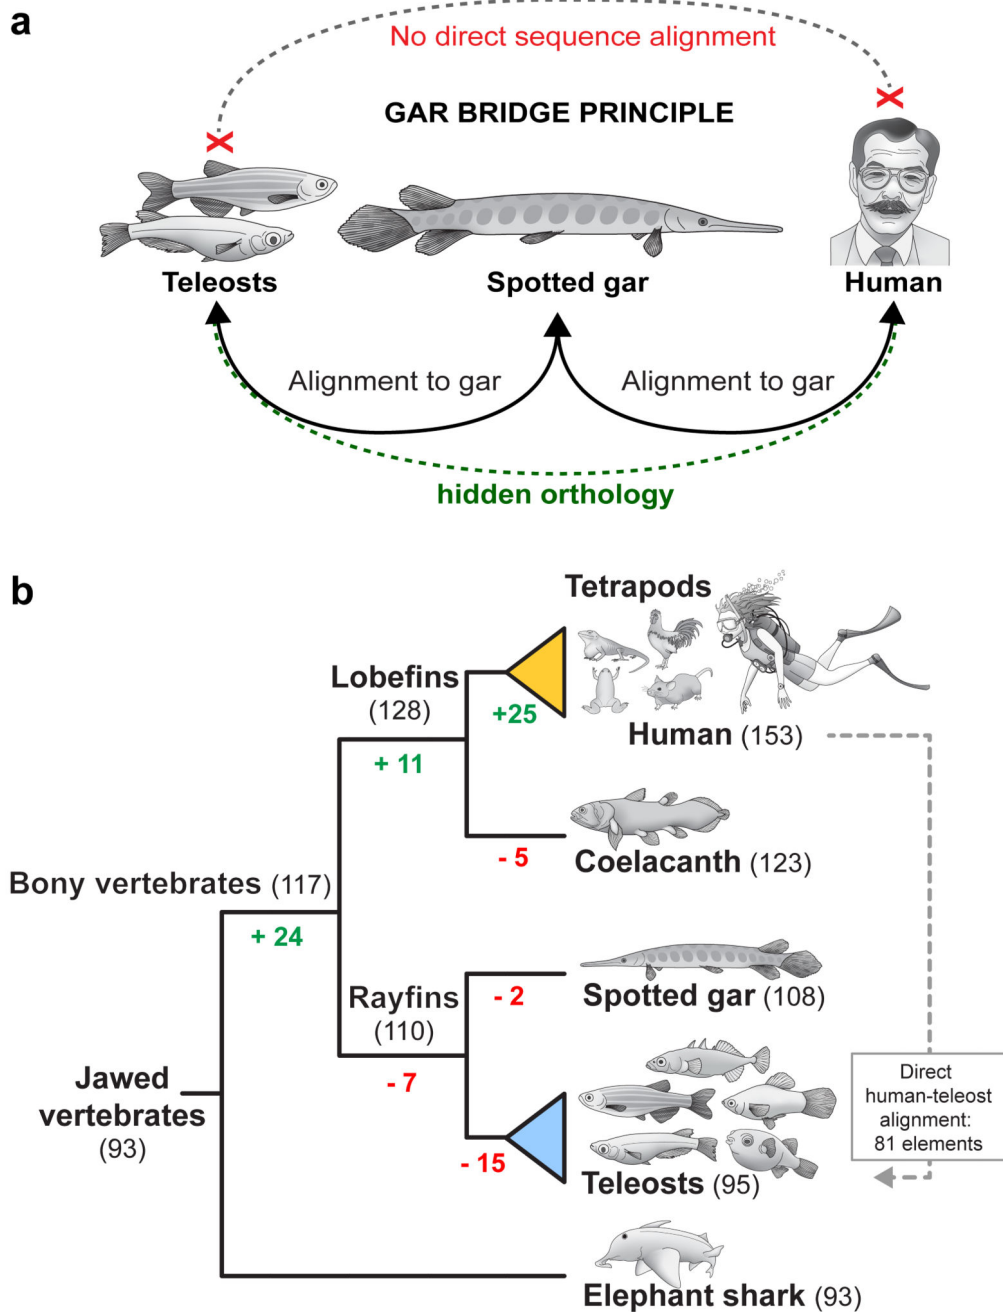 a
No direct sequence alignment
X
X
GAR BRIDGE PRINCIPLE
Teleosts
Spotted gar
Human
Alignment to gar
Alignment to gar
hidden orthology
b
Tetrapods
Lobefins
(128)
+25
Human (153)
+ 11
- 5
Coelacanth (123)
Bony vertebrates (117)
+ 24
Rayfins
(110)
- 2
Spotted gar (108)
- 7
Direct
human-teleost
alignment:
81 elements
Jawed
vertebrates
(93)
- 15
Teleosts (95)
Elephant shark (93)